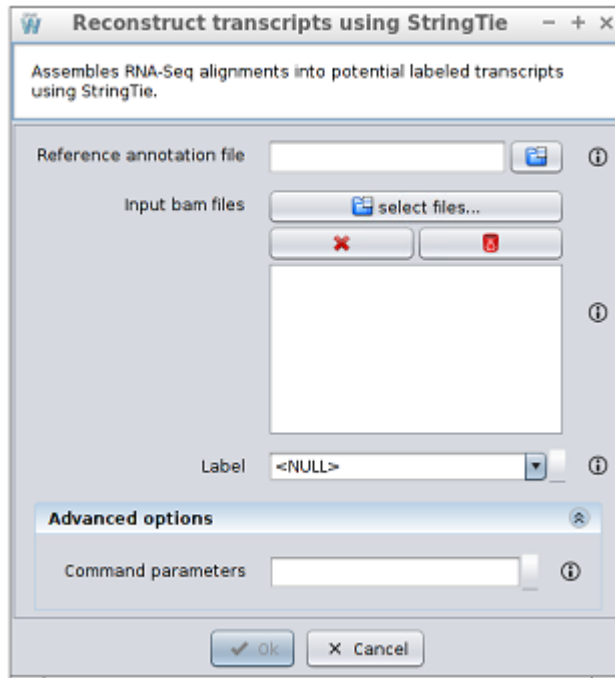 Reconstruct transcripts using StringTie
Assembles RNA-Seq alignments into potential labeled transcripts
using StringTie.
Reference annotation file
Input bam files
select files...
Label
<NULL>
Advanced options
Command parameters
Ok
Cancel